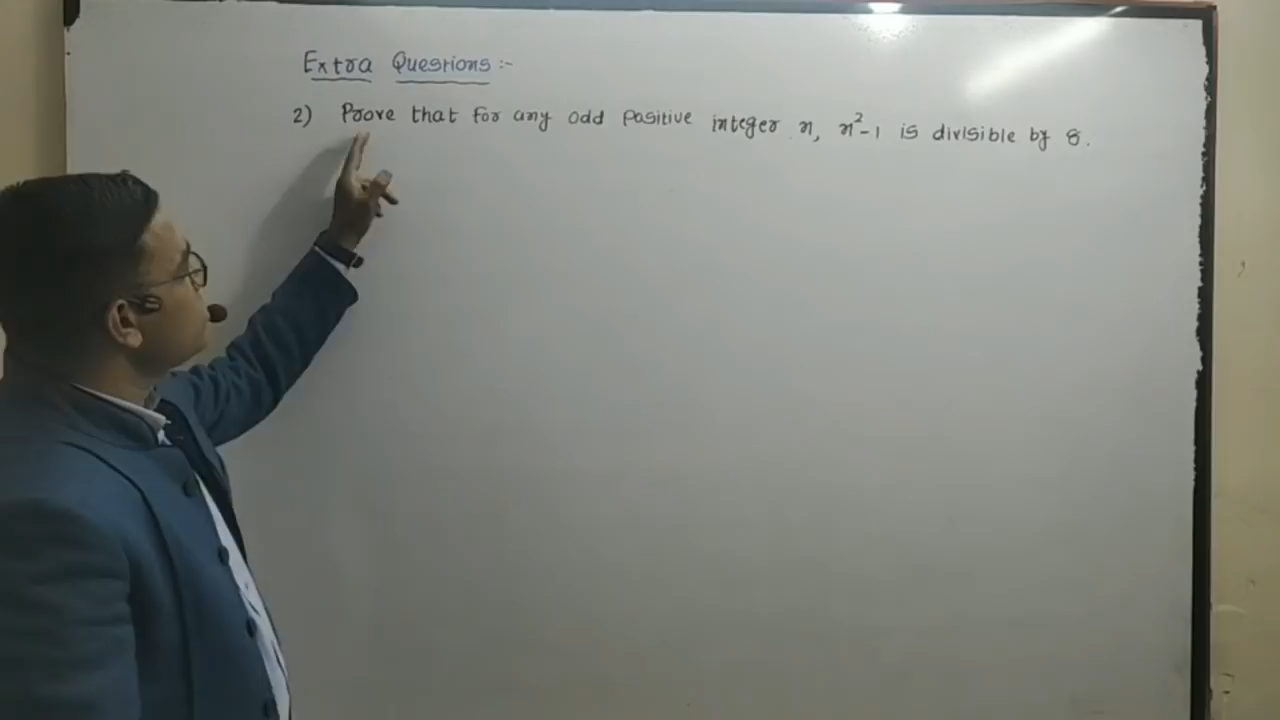 Extra Questions :-
2) Prove that for any odd positive integer n, n²-1 is divisible by 8.